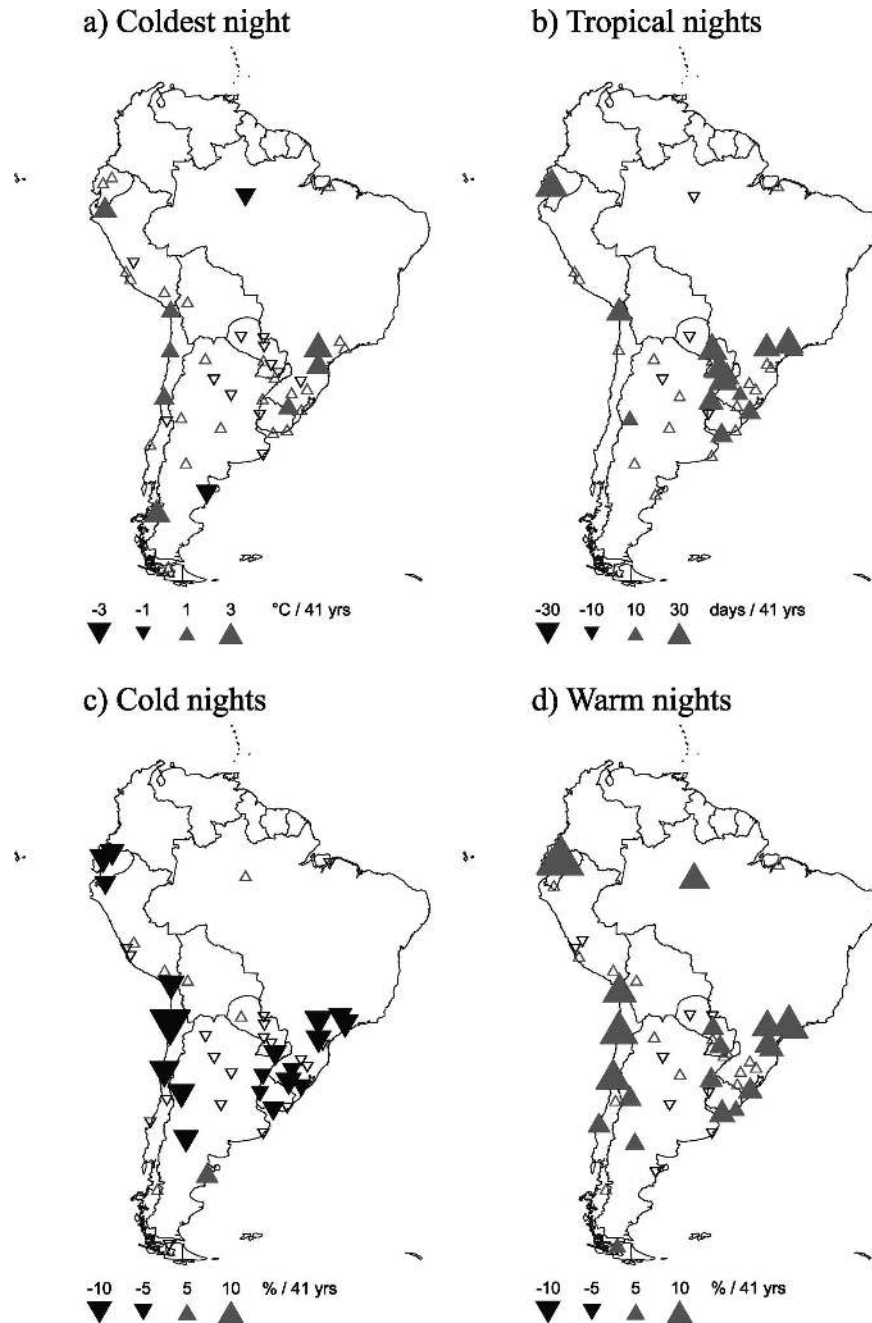 a) Coldest night
b) Tropical nights
-3 -1 1 3 °C / 41 yrs
-30 -10 10 30 days / 41 yrs
c) Cold nights
d) Warm nights
-10 -5 5 10 % / 41 yrs
-10 -5 5 10 % / 41 yrs